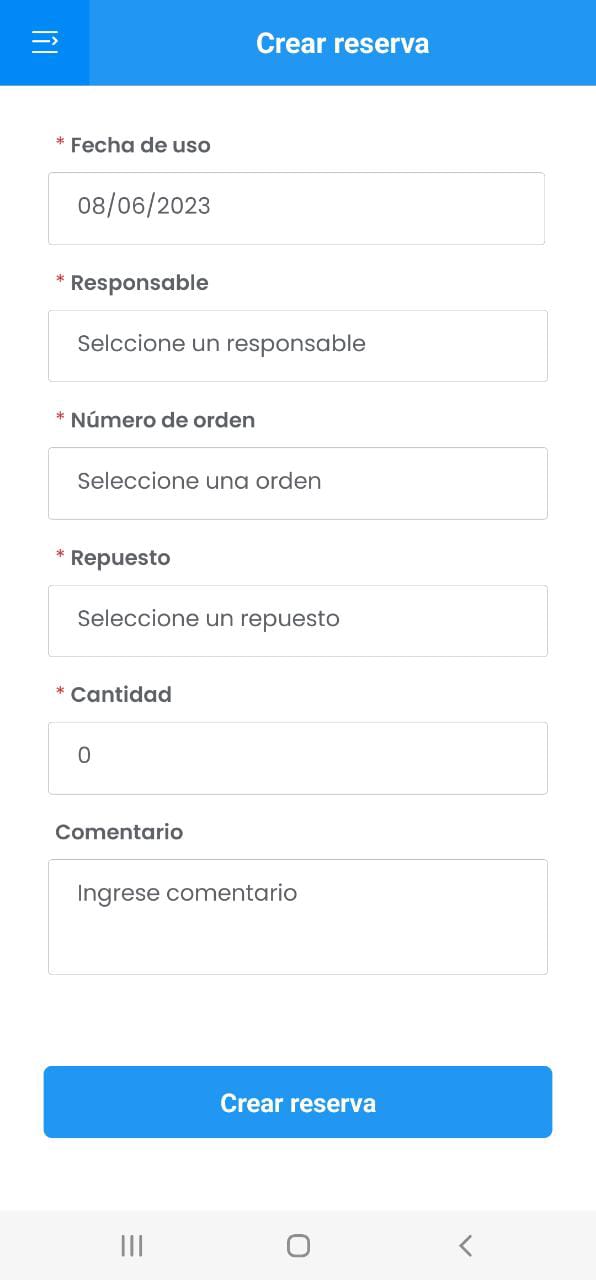 Crear reserva
* Fecha de uso
08/06/2023
* Responsable
Selccione un responsable
* Número de orden
Seleccione una orden
* Repuesto
Seleccione un repuesto
* Cantidad
0
Comentario
Ingrese comentario
Crear reserva